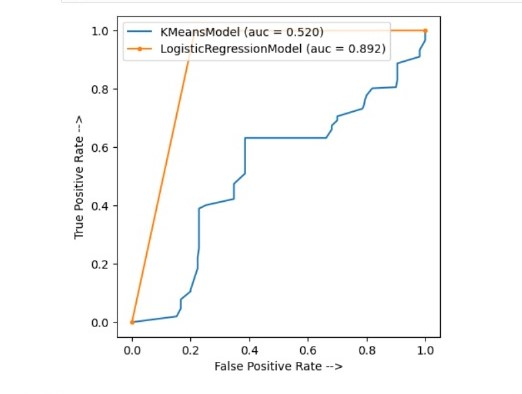 KMeansModel (auc = 0.520)
LogisticRegressionModel (auc = 0.892)
1.0
0.8
0.6
0.4
0.2
0.0
True Positive Rate -->
0.0 0.2 0.4 0.6 0.8 1.0
False Positive Rate -->